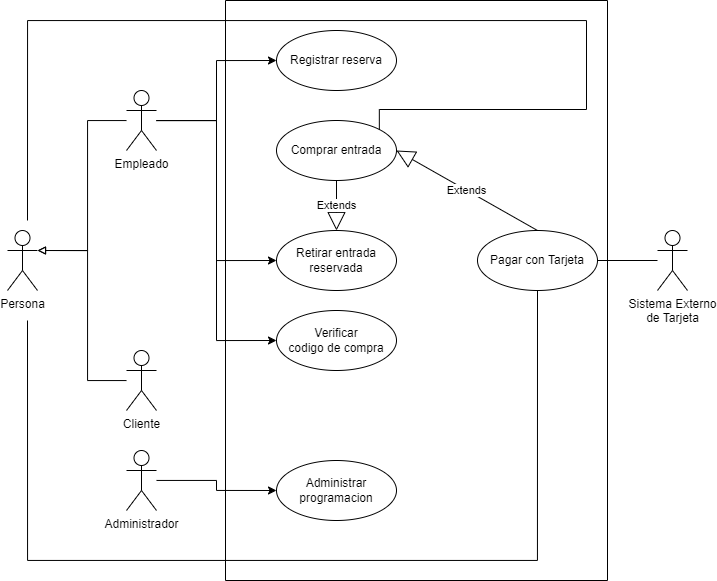 Registrar reserva
Empleado
Comprar entrada
Extends
Extends
Retirar entrada
reservada
Pagar con Tarjeta
Persona
Sistema Externo
de Tarjeta
Verificar
codigo de compra
Cliente
Administrar
programacion
Administrador